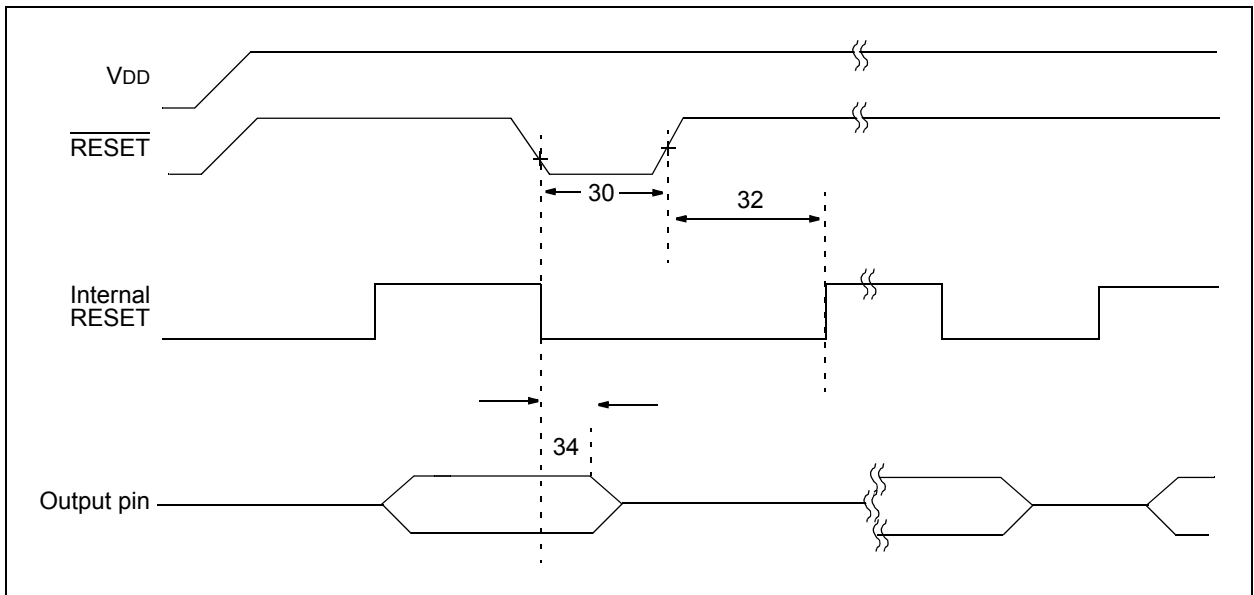 VDD
RESET
30
32
Internal
RESET
34
Output pin